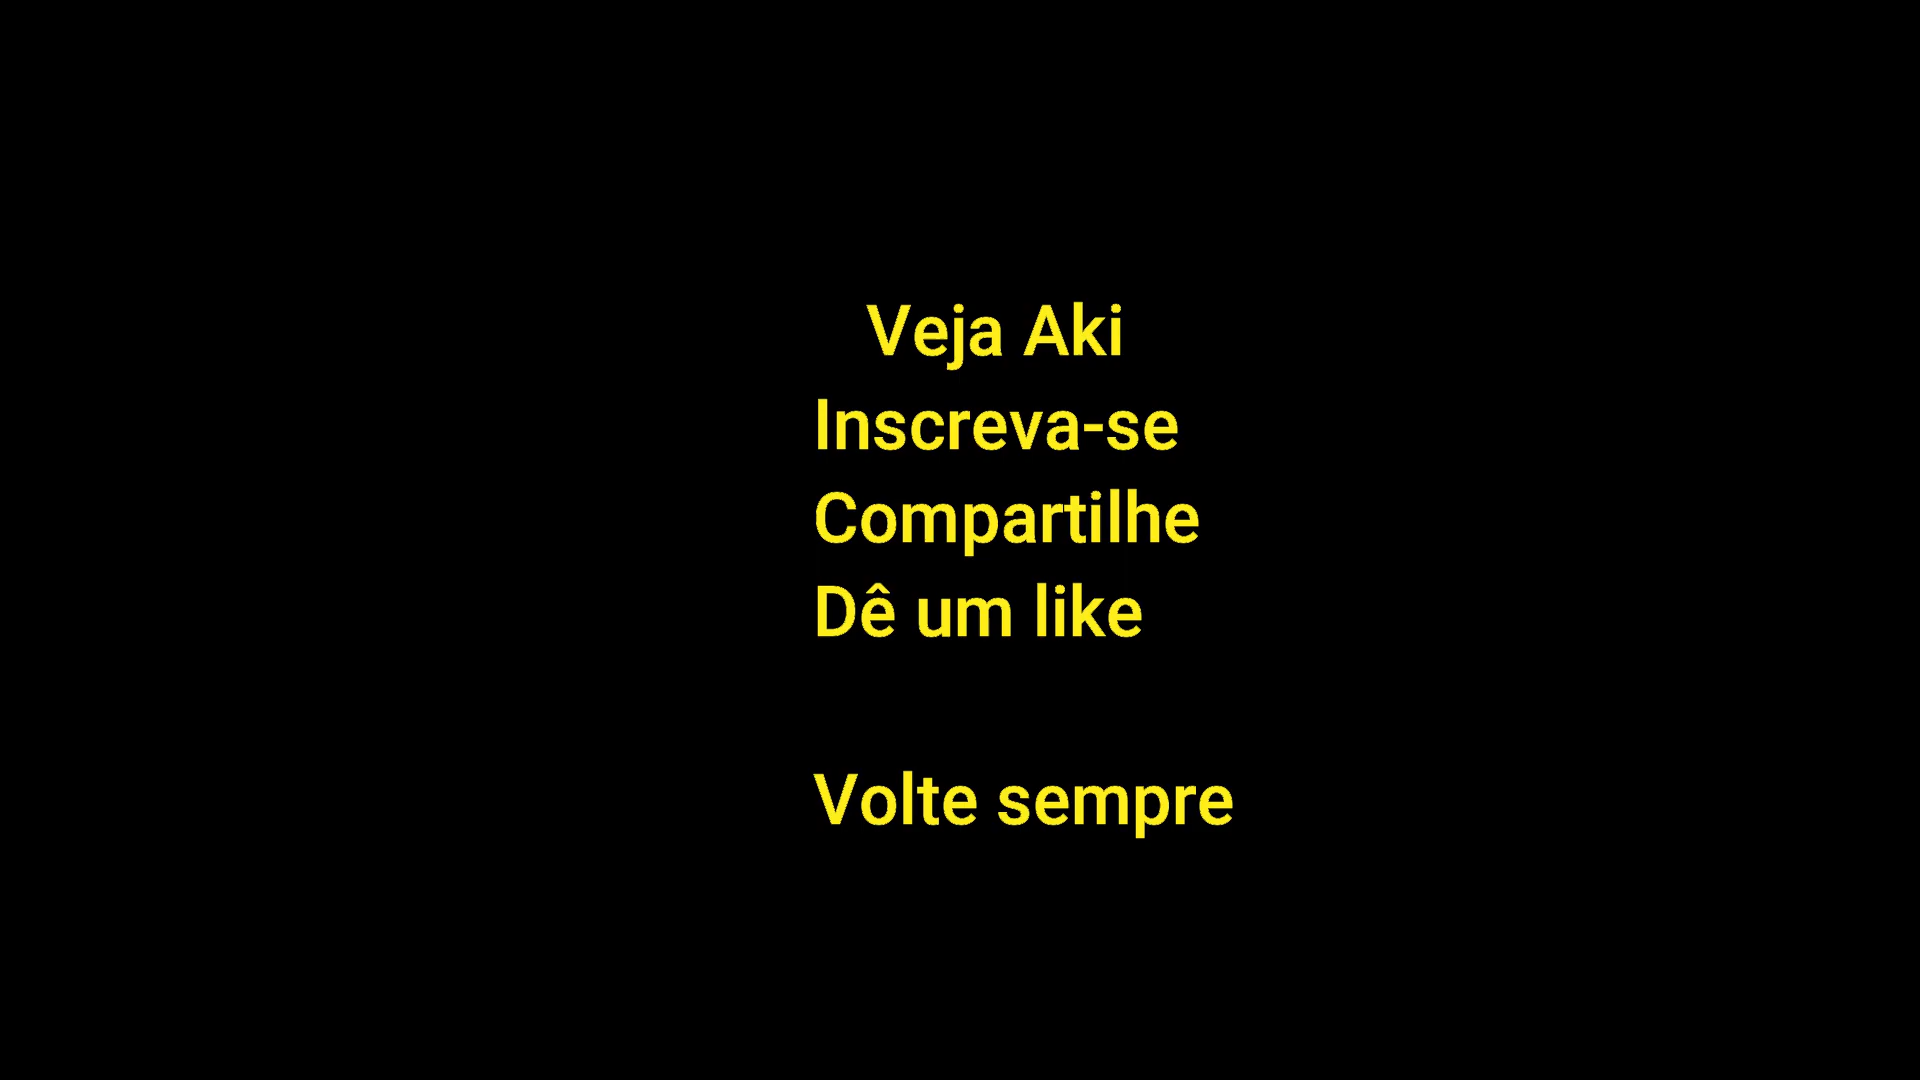 Veja Aki
Inscreva-se
Compartilhe
Dê um like
Volte sempre